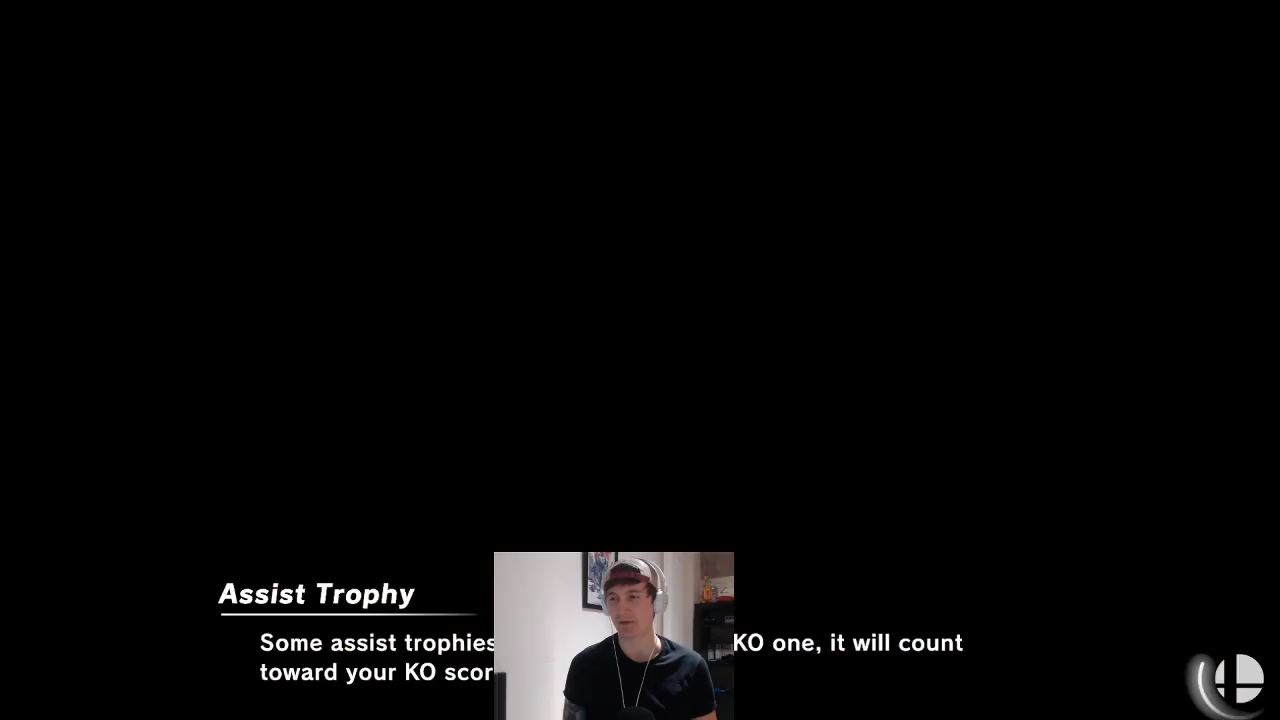 Assist Trophy
Some assist trophies KO one, it will count
toward your KO scor